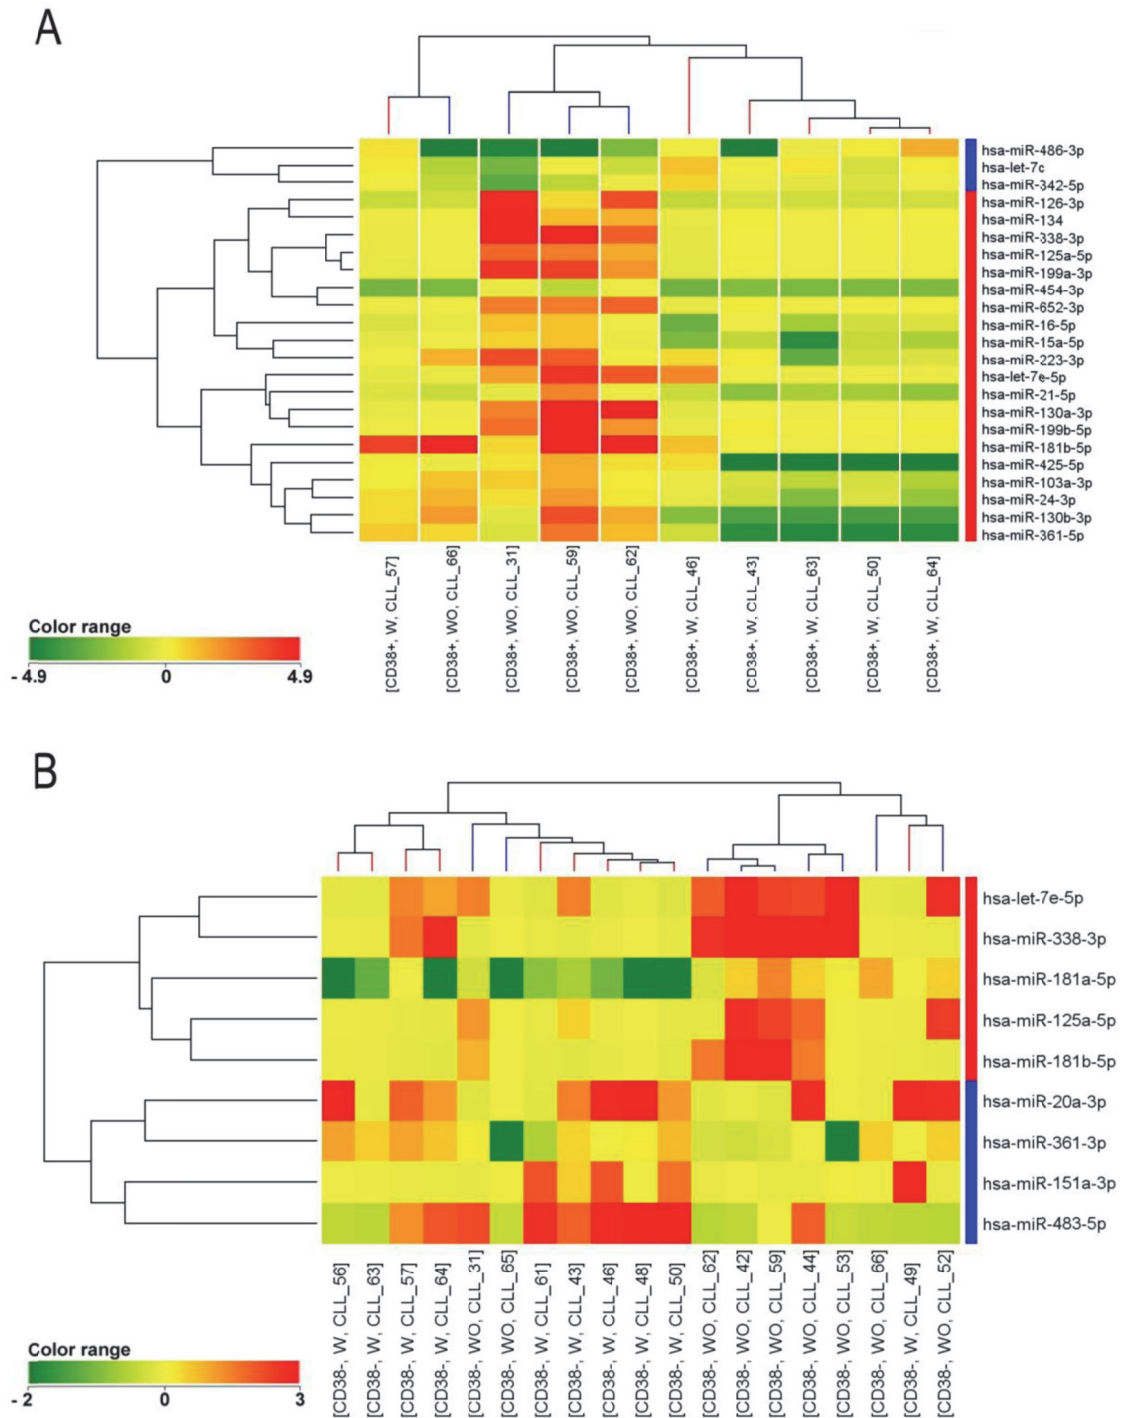 A
hsa-miR-486-3p
hsa-let-7c
hsa-miR-342-5p
hsa-miR-126-3p
hsa-miR-134
hsa-miR-338-3p
hsa-miR-125a-5p
hsa-miR-199a-3p
hsa-miR-454-3p
hsa-miR-652-3p
hsa-miR-16-5p
hsa-miR-15a-5p
hsa-miR-223-3p
hsa-let-7e-5p
hsa-miR-21-5p
hsa-miR-130a-3p
hsa-miR-199b-5p
hsa-miR-181b-5p
hsa-miR-425-5p
hsa-miR-103a-3p
hsa-miR-24-3p
hsa-miR-130b-3p
hsa-miR-361-5p
[CD38+, W, CLL_57]
[CD38+, WO, CLL_66]
[CD38+, WO, CLL_31]
[CD38+, WO, CLL_59]
[CD38+, WO, CLL_62]
[CD38+, W, CLL_46]
[CD38+, W, CLL_43]
[CD38+, W, CLL_63]
[CD38+, W, CLL_50]
[CD38+, W, CLL_64]
Color range
- 4.9 0 4.9
B
hsa-let-7e-5p
hsa-miR-338-3p
hsa-miR-181a-5p
hsa-miR-125a-5p
hsa-miR-181b-5p
hsa-miR-20a-3p
hsa-miR-361-3p
hsa-miR-151a-3p
hsa-miR-483-5p
[CD38-, W, CLL_56]
[CD38-, W, CLL_63]
[CD38-, W, CLL_57]
[CD38-, W, CLL_64]
[CD38-, WO, CLL_31]
[CD38-, WO, CLL_65]
[CD38-, W, CLL_61]
[CD38-, W, CLL_43]
[CD38-, W, CLL_46]
[CD38-, W, CLL_48]
[CD38-, W, CLL_50]
[CD38-, WO, CLL_62]
[CD38-, WO, CLL_42]
[CD38-, WO, CLL_59]
[CD38-, WO, CLL_44]
[CD38-, WO, CLL_53]
[CD38-, WO, CLL_66]
[CD38-, W, CLL_49]
[CD38-, WO, CLL_52]
Color range
- 2 0 3